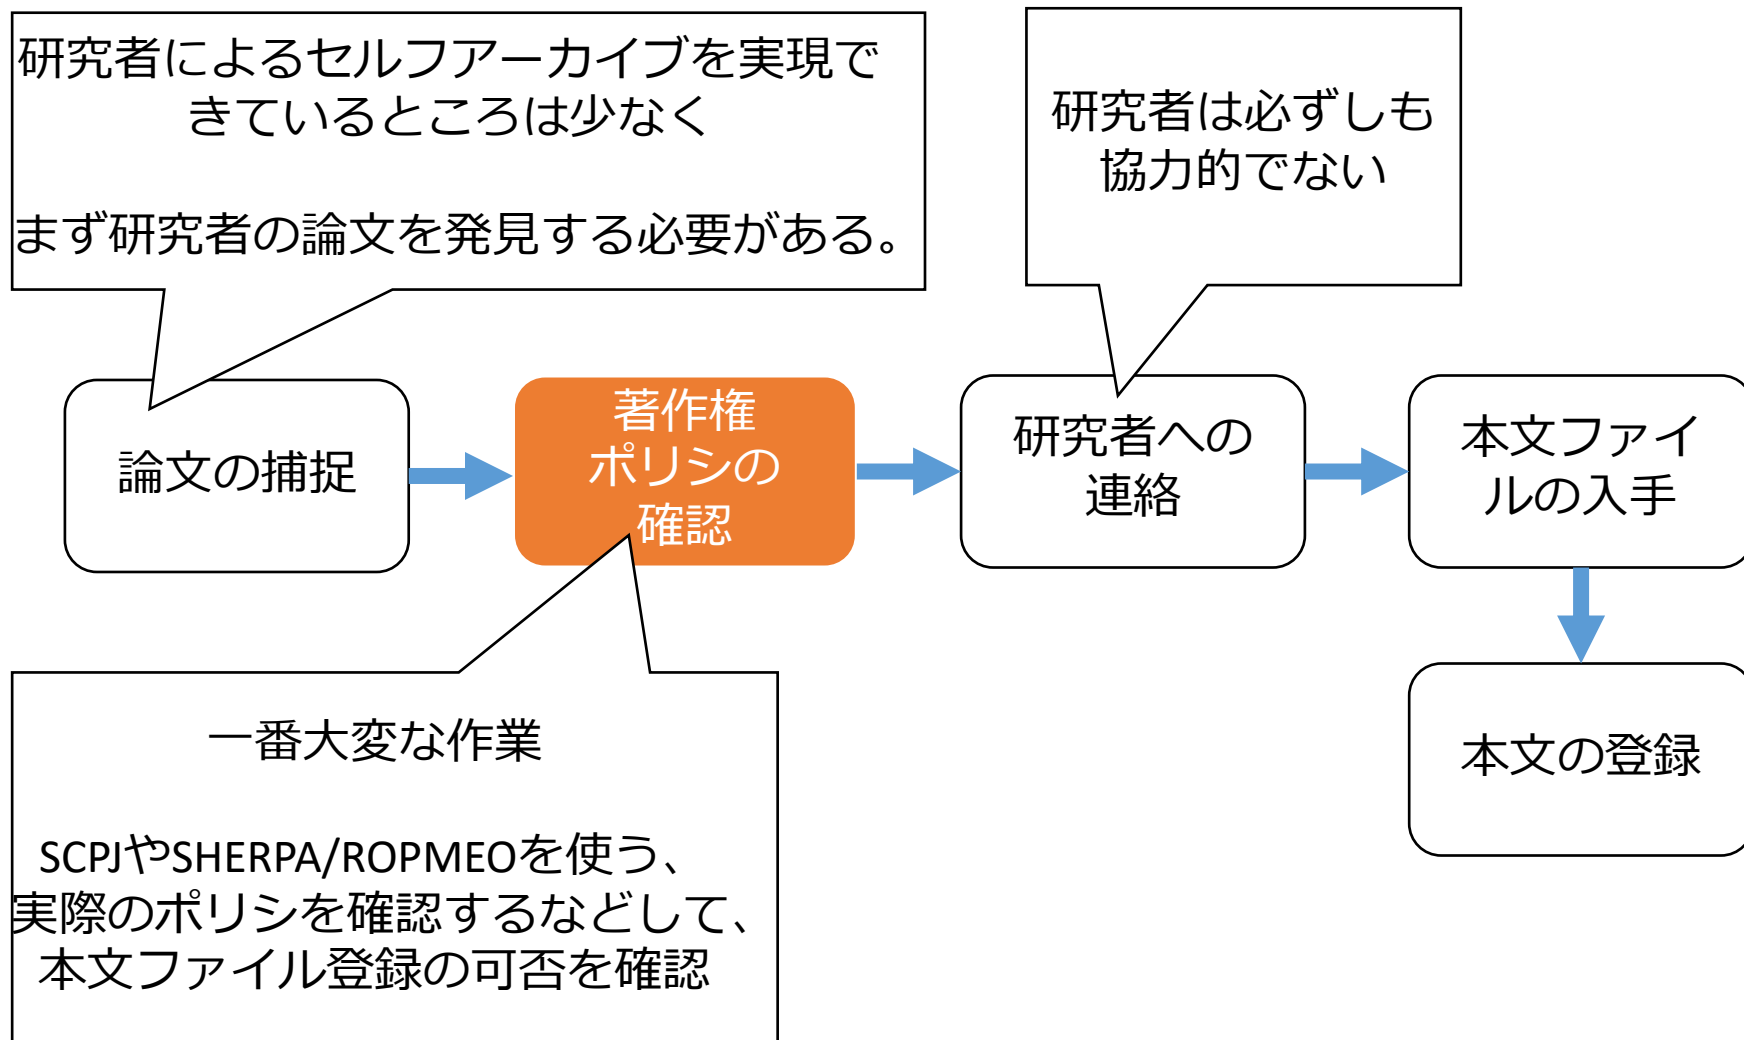 研究者によるセルフアーカイブを実現で
きているところは少なく
まず研究者の論文を発見する必要がある。
研究者は必ずしも
協力的でない
論文の捕捉
著作権
ポリシの
確認
研究者への
連絡
本文ファイ
ルの入手
本文の登録
一番大変な作業
SCPJやSHERPA/ROPMEOを使う、
実際のポリシを確認するなどして、
本文ファイル登録の可否を確認